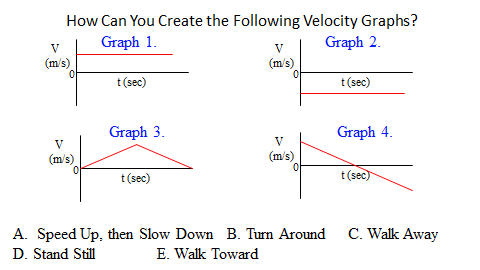 How Can You Create the Following Velocity Graphs?
Graph 1.
V
(m/s)
0
t (sec)
Graph 2.
V
(m/s)
0
t (sec)
Graph 3.
V
(m/s)
0
t (sec)
Graph 4.
V
(m/s)
0
t (sec)
A. Speed Up, then Slow Down B. Turn Around C. Walk Away
D. Stand Still E. Walk Toward